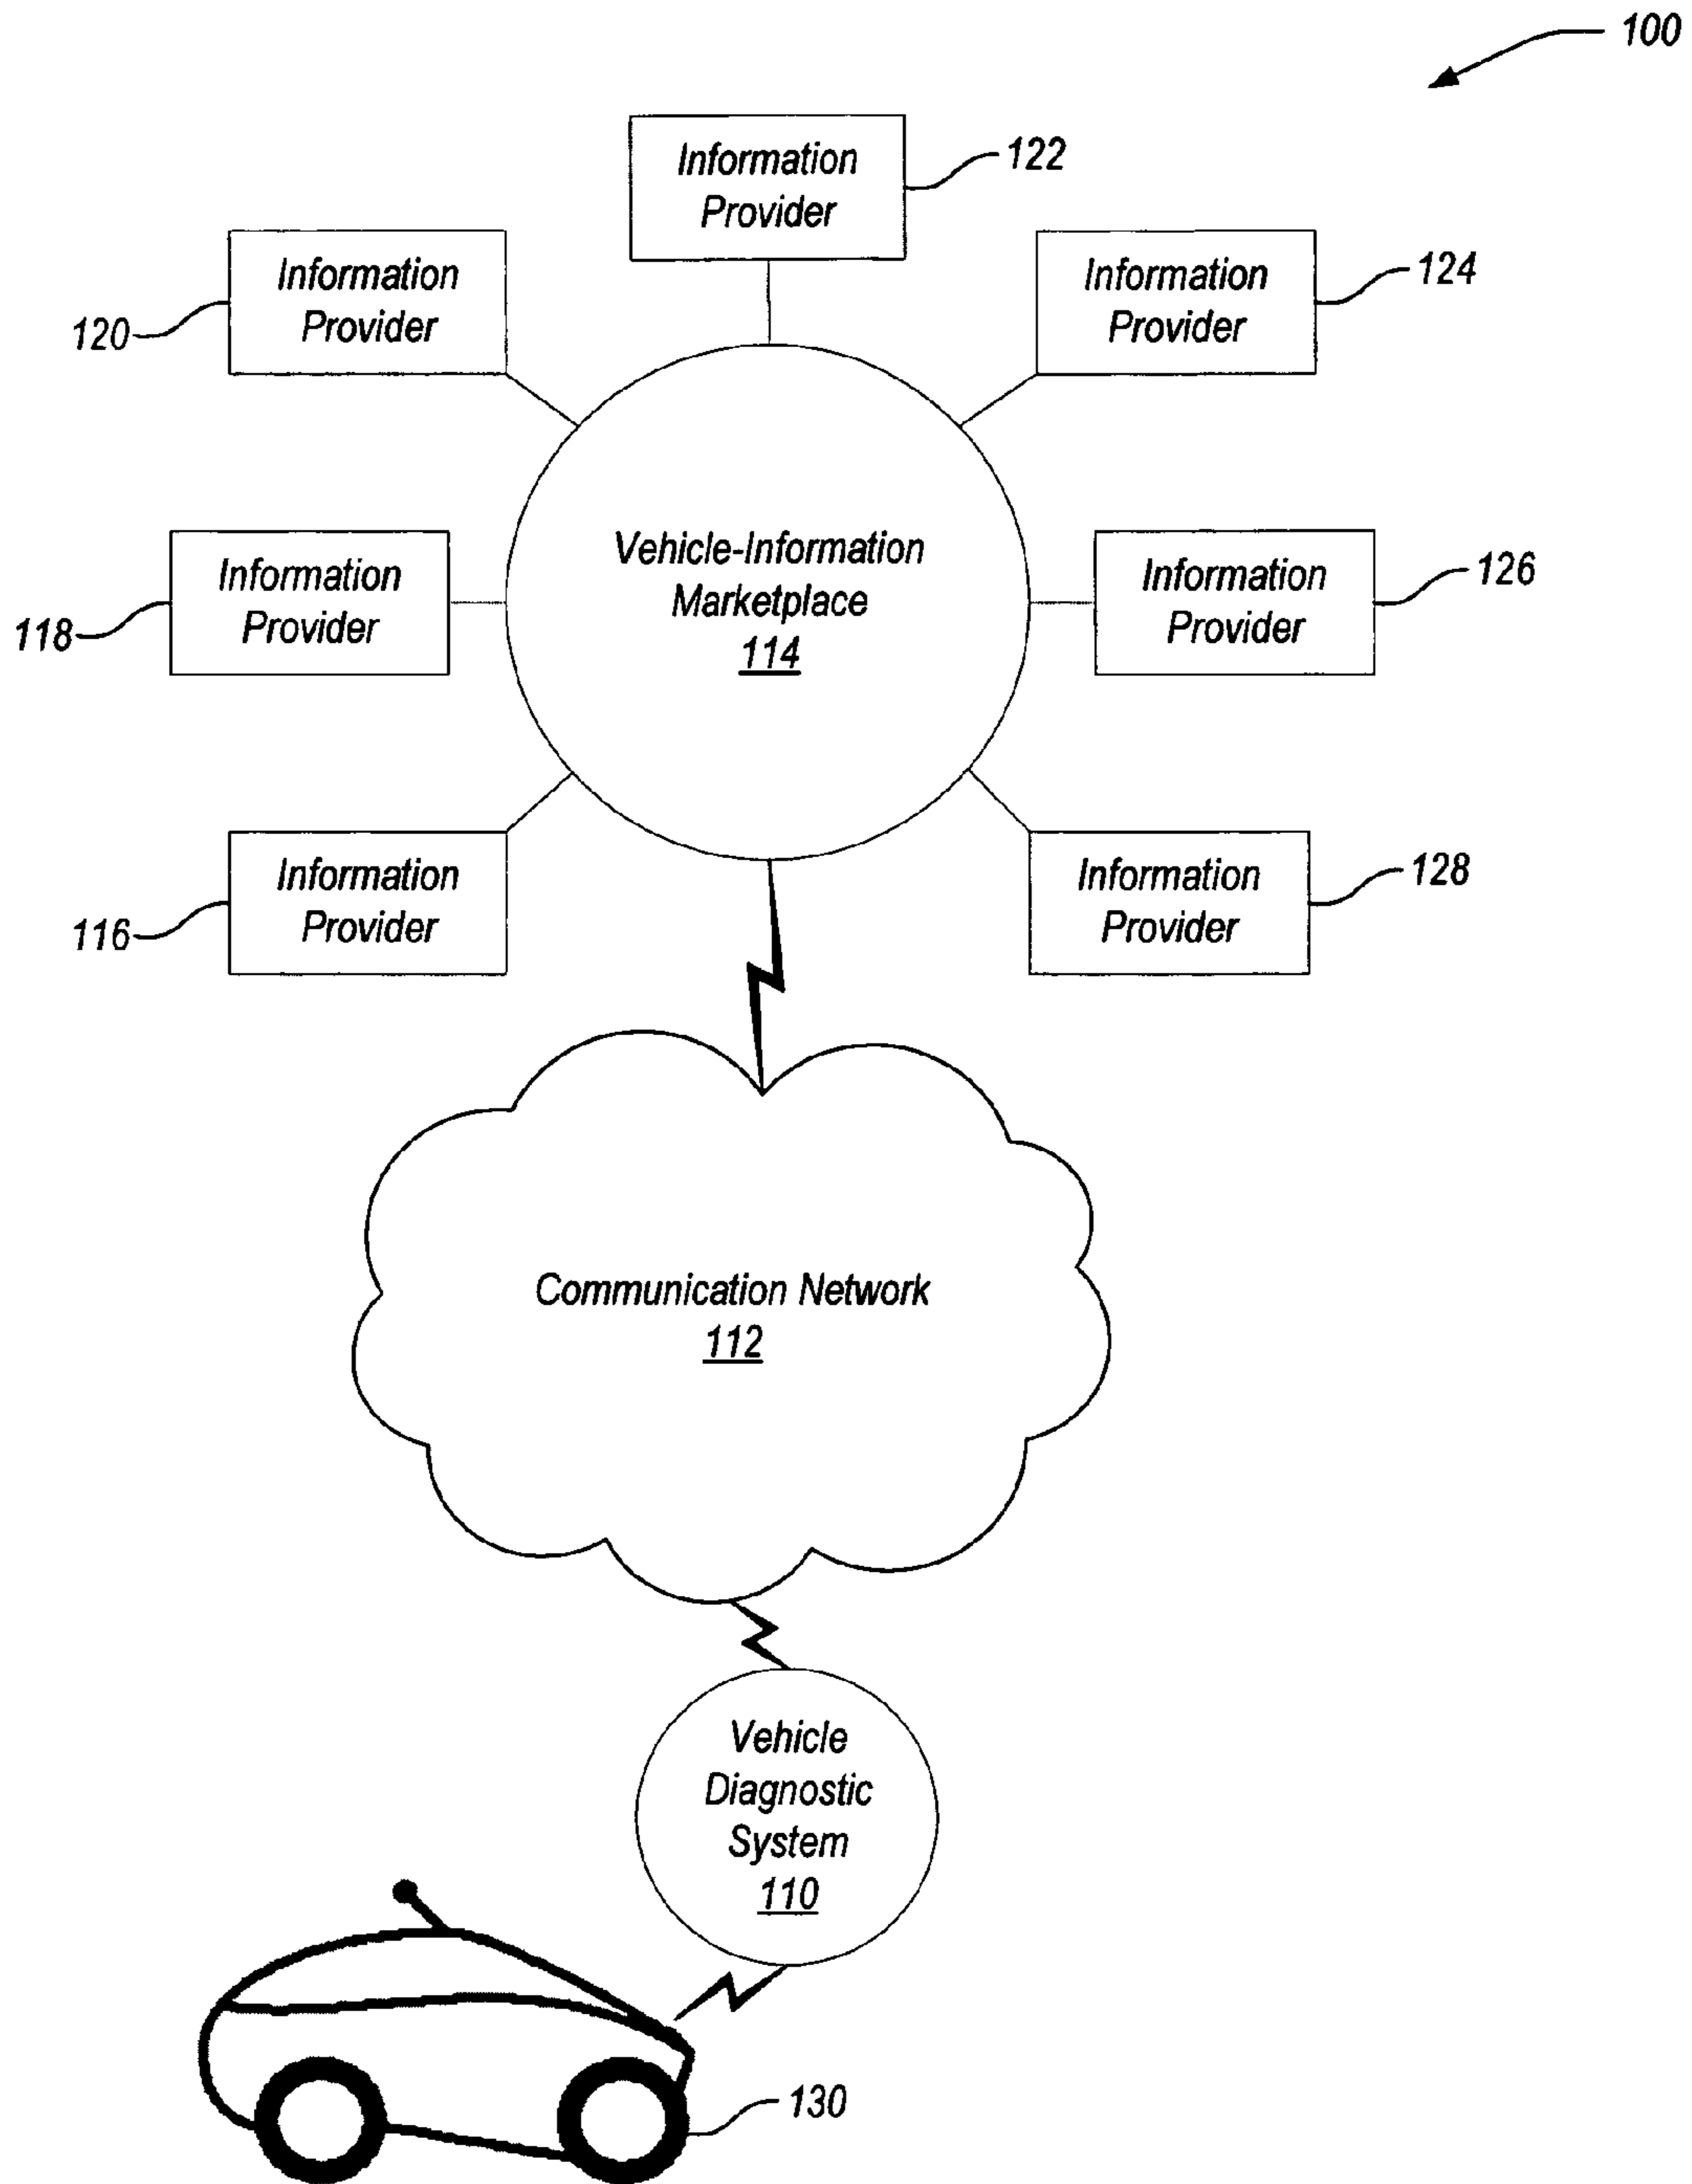 100
Information
Provider
122
Information
Provider
120
Information
Provider
124
Vehicle-Information
Marketplace
114
Information
Provider
118
Information
Provider
126
Information
Provider
116
Information
Provider
128
Communication Network
112
Vehicle
Diagnostic
System
110
130